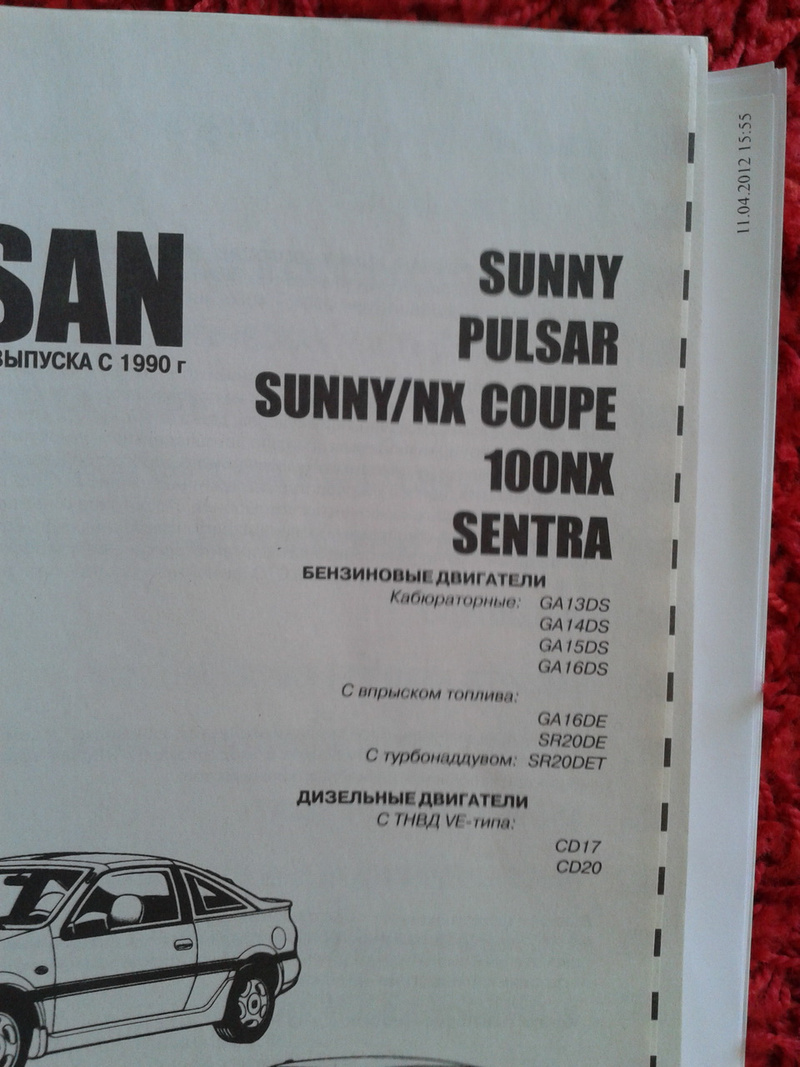 SAN
ВЫПУСКА С 1990 г
SUNNY
PULSAR
SUNNY/NX COUPE
100NX
SENTRA
БЕНЗИНОВЫЕ ДВИГАТЕЛИ
Кабюраторные: GA13DS
GA14DS
GA15DS
GA16DS
С впрыском топлива:
GA16DE
SR20DE
С турбонаддувом: SR20DET
ДИЗЕЛЬНЫЕ ДВИГАТЕЛИ
С ТНВД VE-типа:
CD17
CD20
11.04.2012 15:55